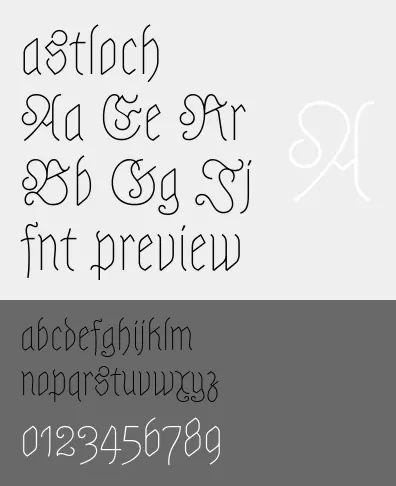 astloch
Aa Ee Rr A
Bb Gg Jj
fnt preview
abcdefghijklm
nopqrstuvwxyz
0123456789